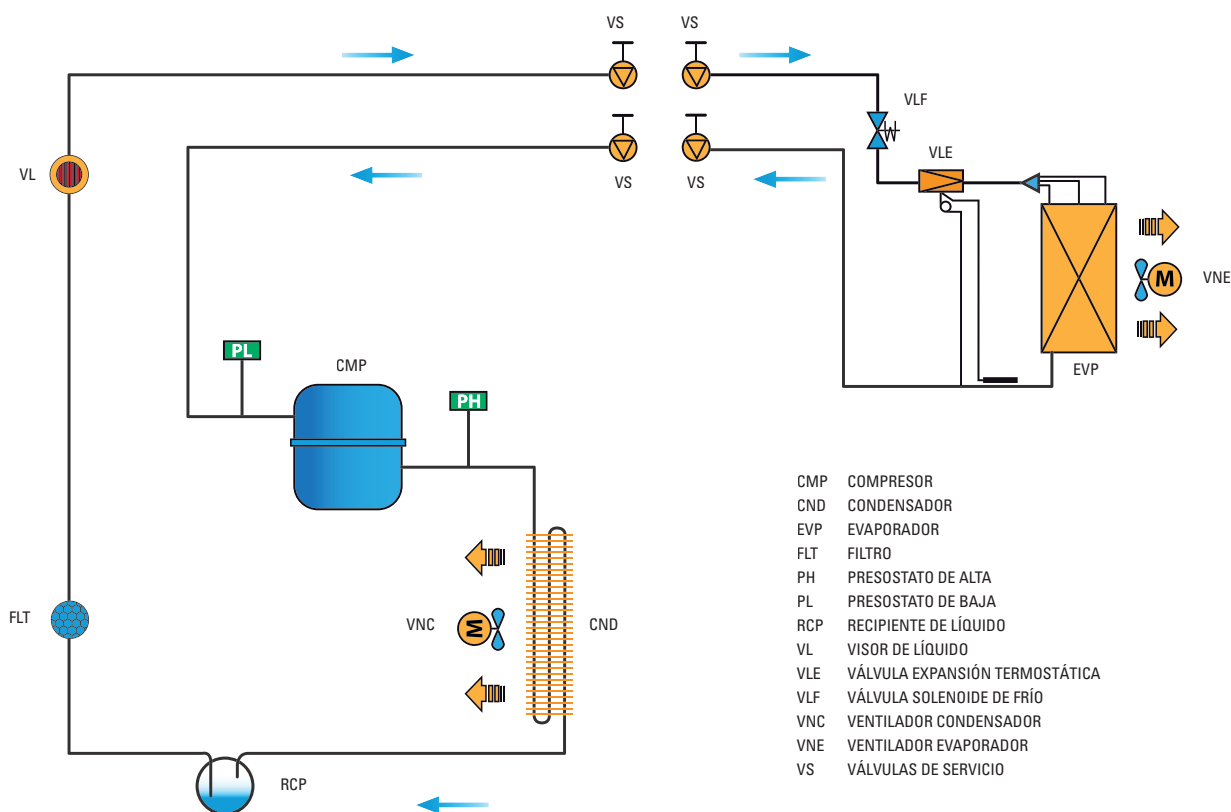 VS VS
VLF
VL
VLE
VS VS
M VNE
PL
CMP
EVP
PH
CMP COMPRESOR
CND CONDENSADOR
EVP EVAPORADOR
FLT FILTRO
PH PRESOSTATO DE ALTA
PL PRESOSTATO DE BAJA
RCP RECIPIENTE DE LÍQUIDO
VL VISOR DE LÍQUIDO
VLE VÁLVULA EXPANSIÓN TERMOSTÁTICA
VLF VÁLVULA SOLENOIDE DE FRÍO
VNC VENTILADOR CONDENSADOR
VNE VENTILADOR EVAPORADOR
VS VÁLVULAS DE SERVICIO
FLT
VNC M CND
RCP